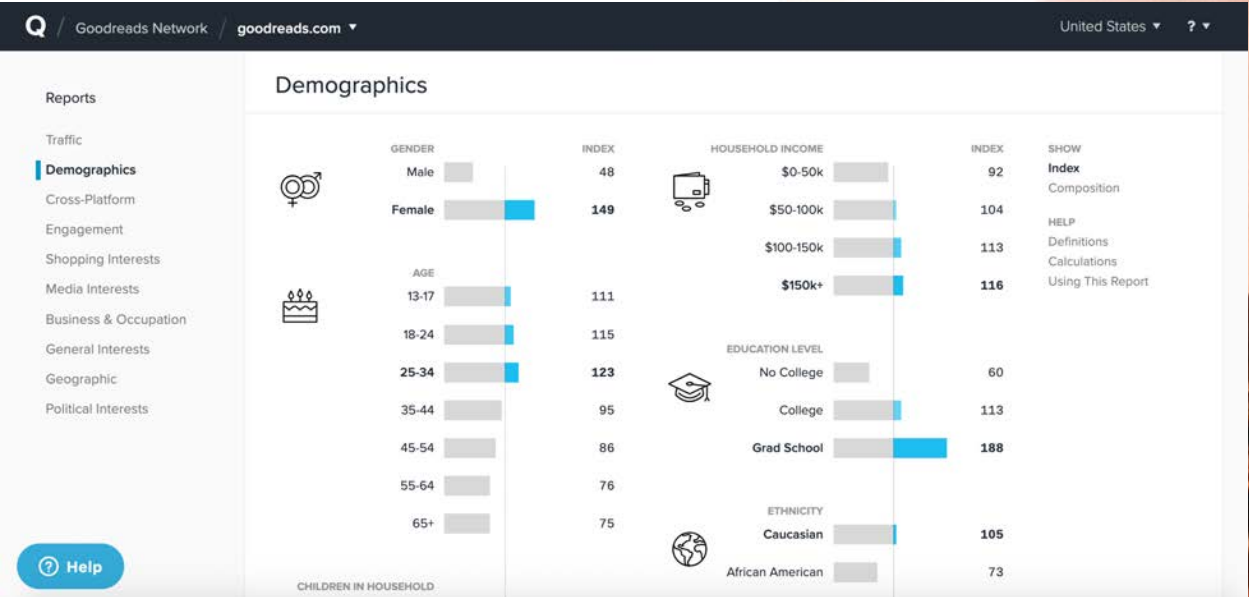 Q / Goodreads Network / goodreads.com ▼
United States ▼ ? ▼
Reports
Traffic
Demographics
Cross-Platform
Engagement
Shopping Interests
Media Interests
Business & Occupation
General Interests
Geographic
Political Interests
Help
Demographics
GENDER INDEX
Male 48
Female 149
AGE
13-17 111
18-24 115
25-34 123
35-44 95
45-54 86
55-64 76
65+ 75
CHILDREN IN HOUSEHOLD
HOUSEHOLD INCOME INDEX
$0-50k 92
$50-100k 104
$100-150k 113
$150k+ 116
EDUCATION LEVEL
No College 60
College 113
Grad School 188
ETHNICITY
Caucasian 105
African American 73
SHOW
Index
Composition
HELP
Definitions
Calculations
Using This Report